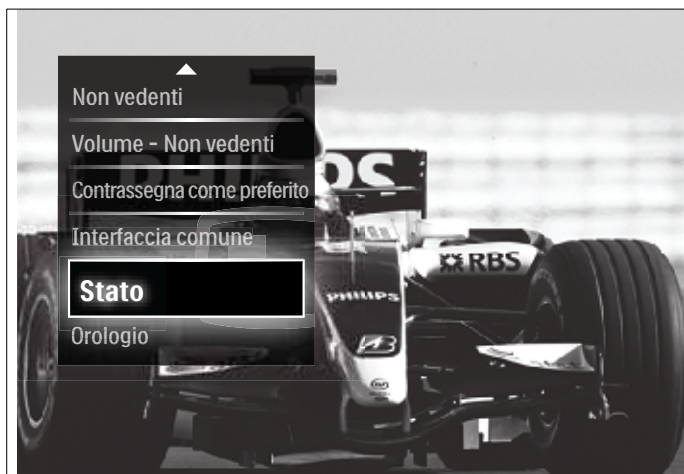 Non vedenti
Volume - Non vedenti
Contrassegna come preferito
Interfaccia comune
Stato
Orologio
PHILIPS
RBS
PHILIPS